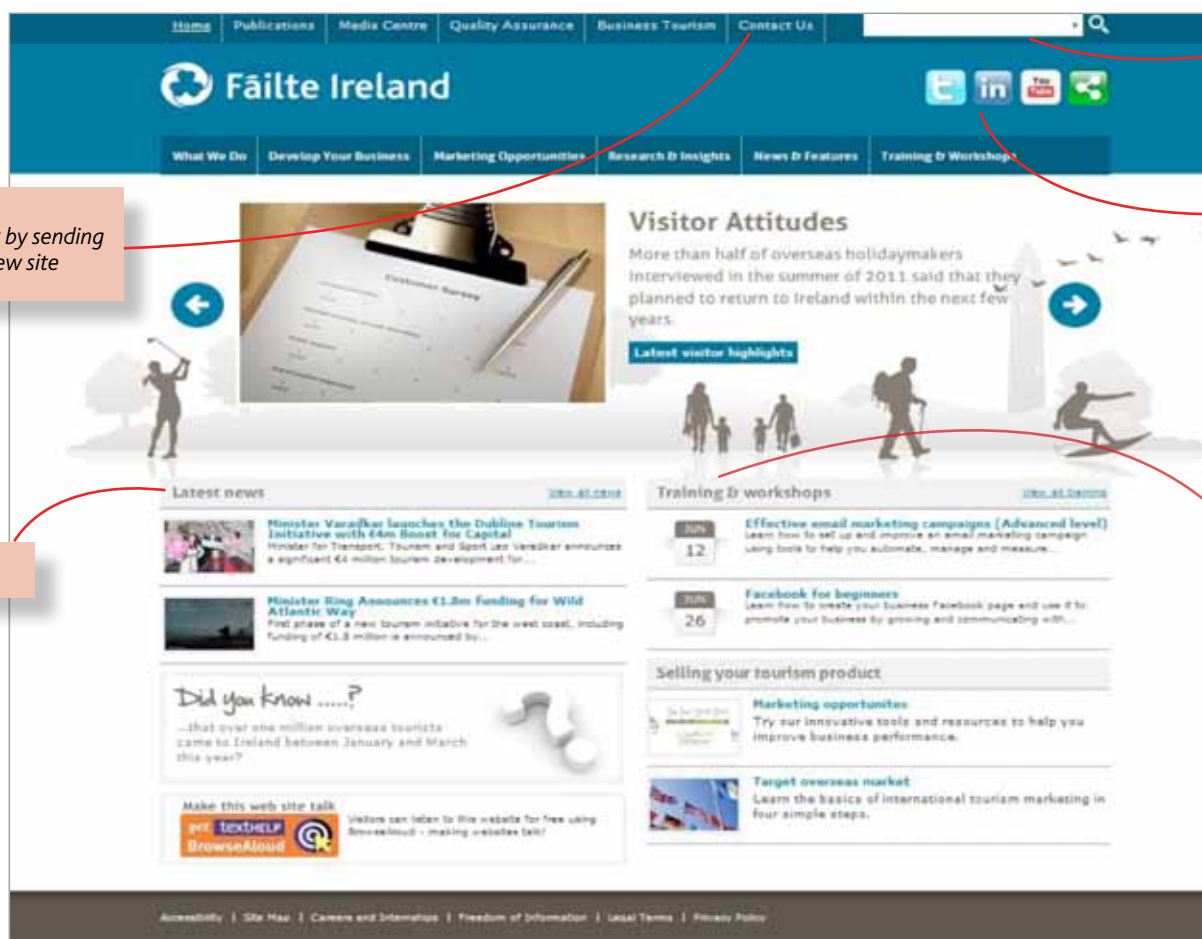 Home Publications Media Centre Quality Assurance Business Tourism Contact Us
Fáilte Ireland
You
Tube
in
What We Do Develop Your Business Marketing Opportunities Research & Insights News & Features Training & Workshops
by sending
ew site
Customer Survey
Visitor Attitudes
More than half of overseas holidaymakers
interviewed in the summer of 2011 said that they
planned to return to Ireland within the next few
years.
Latest visitor highlights
Latest news View all news
Minister Varadkar launches the Dubline Tourism
Initiative with €4m Boost for Capital
Minister for Transport, Tourism and Sport Leo Varadkar announces
a significant €4 million tourism development for...
Minister Ring Announces €1.8m funding for Wild
Atlantic Way
First phase of a new tourism initiative for the west coast, including
funding of €1.8 million is announced by...
Did you know .....?
...that over one million overseas tourists
came to Ireland between January and March
this year?
Make this web site talk
get textHELP
BrowseAloud
Visitors can listen to this website for free using
BrowseAloud - making websites talk!
Training & workshops View all training
JUN
12
Effective email marketing campaigns (Advanced level)
Learn how to set up and improve an email marketing campaign
using tools to help you automate, manage and measure...
JUN
26
Facebook for beginners
Learn how to create your business Facebook page and use it to
promote your business by growing and communicating with...
Selling your tourism product
Marketing opportunites
Try our innovative tools and resources to help you
improve business performance.
Target overseas market
Learn the basics of international tourism marketing in
four simple steps.
Accessibility | Site Map | Careers and Internships | Freedom of Information | Legal Terms | Privacy Policy